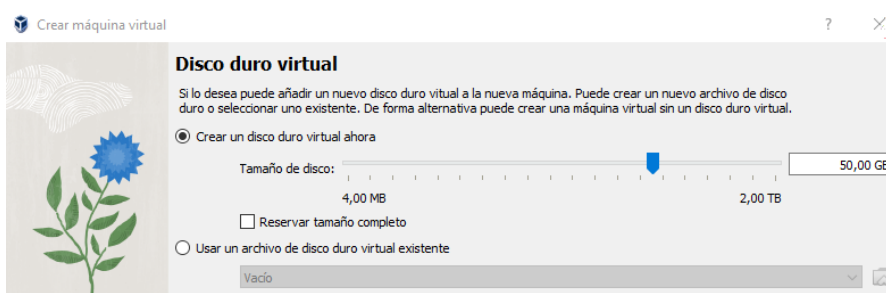 Crear máquina virtual
Disco duro virtual
Si lo desea puede añadir un nuevo disco duro vitual a la nueva máquina. Puede crear un nuevo archivo de disco
duro o seleccionar uno existente. De forma alternativa puede crear una máquina virtual sin un disco duro virtual.
Crear un disco duro virtual ahora
Tamaño de disco:
50,00 GB
4,00 MB 2,00 TB
Reservar tamaño completo
Usar un archivo de disco duro virtual existente
Vacío